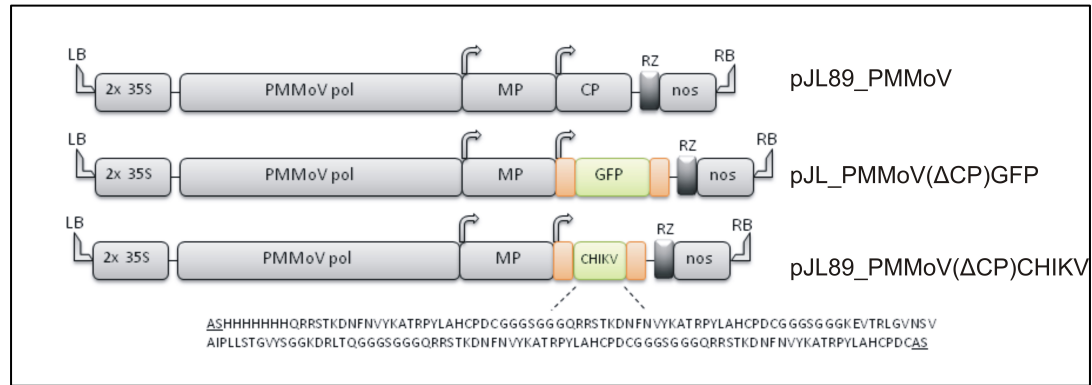 LB RZ RB
2x 35S PMMoV pol MP CP nos pJL89_PMMoV
LB RZ RB
2x 35S PMMoV pol MP GFP nos pJL_PMMoV(ΔCP)GFP
LB RZ RB
2x 35S PMMoV pol MP CHIKV nos pJL89_PMMoV(ΔCP)CHIKV
ASHHHHHHHQRRSTKDNFNVYKATRPYLAHCPDCGGGSGGGQRRSTKDNFNVYKATRPYLAHCPDCGGGSGGGKEVTRLGVNSV
AIPLLSTGVYSGGKDRLTQGGGSGGGQRRSTKDNFNVYKATRPYLAHCPDCGGGSGGGQRRSTKDNFNVYKATRPYLAHCPDCAS